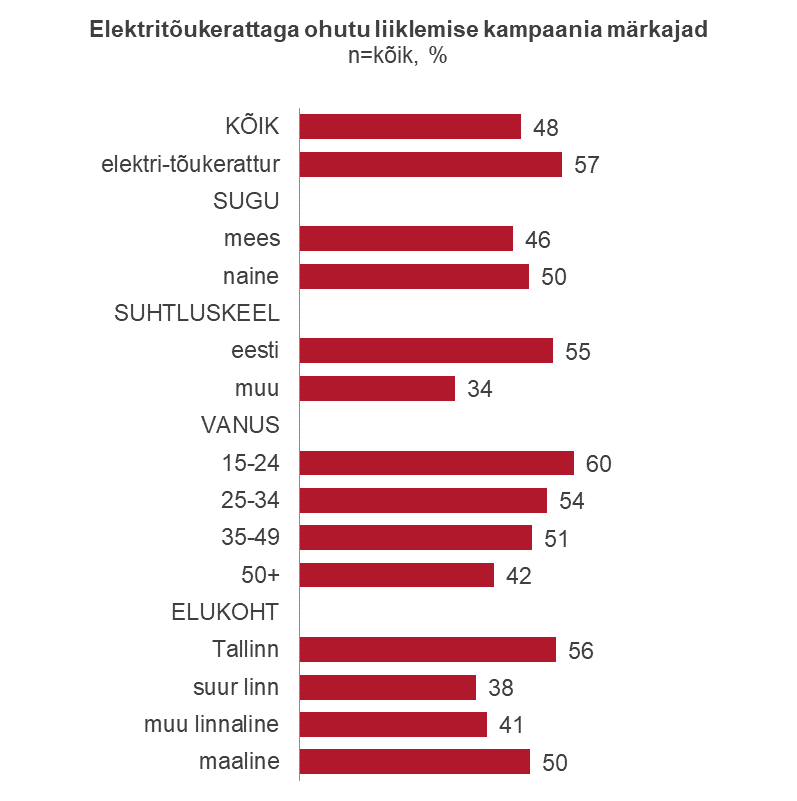 Elektritõukerattaga ohutu liiklemise kampaania märkajad
n=kõik, %
KÕIK 48
elektri-tõukerattur 57
SUGU
mees 46
naine 50
SUHTLUSKEEL
eesti 55
muu 34
VANUS
15-24 60
25-34 54
35-49 51
50+ 42
ELUKOHT
Tallinn 56
suur linn 38
muu linnaline 41
maaline 50